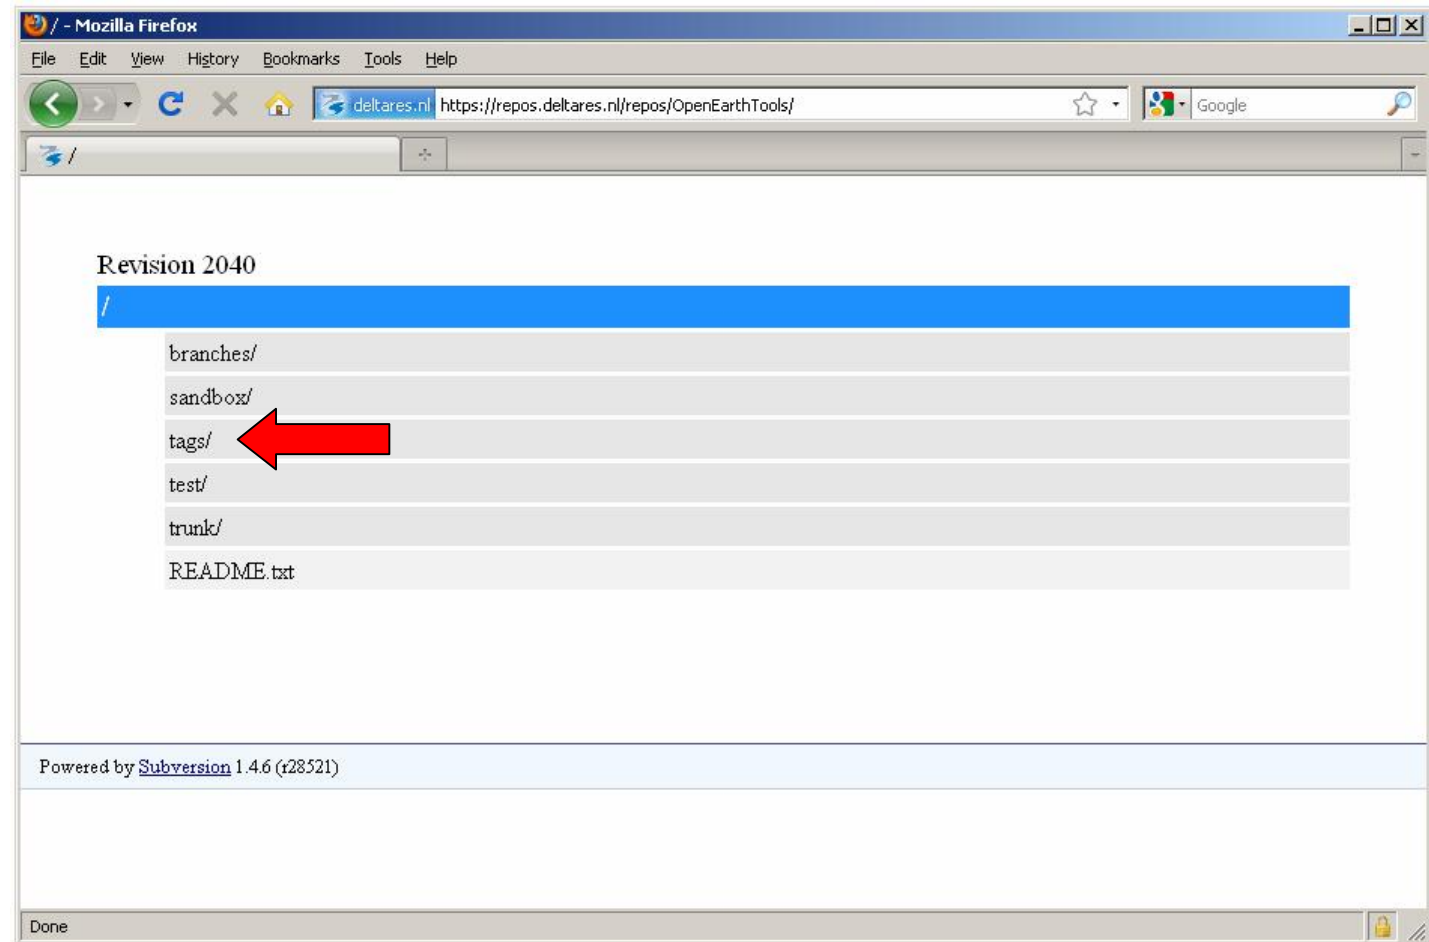 / - Mozilla Firefox
File Edit View History Bookmarks Tools Help
deltares.nl https://repos.deltares.nl/repos/OpenEarthTools/ Google
/
Revision 2040
/
branches/
sandbox/
tags/
test/
trunk/
README.txt
Powered by Subversion 1.4.6 (r28521)
Done